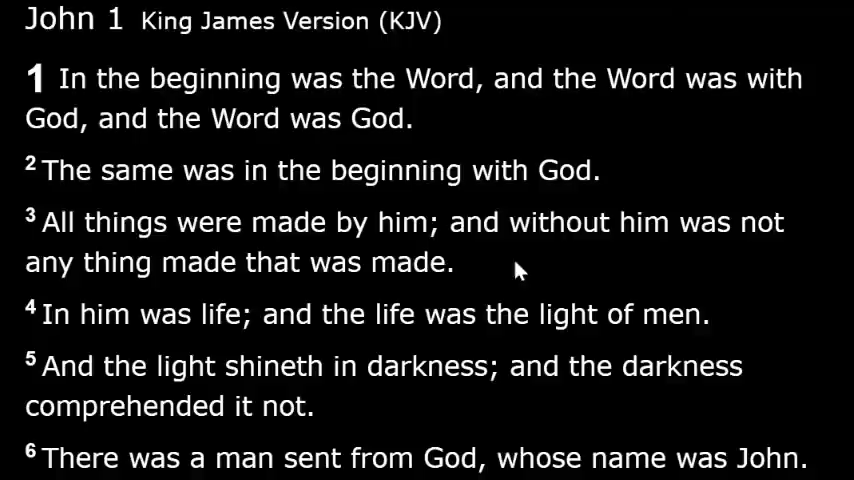 John 1 King James Version (KJV)
1 In the beginning was the Word, and the Word was with
God, and the Word was God.
2 The same was in the beginning with God.
3 All things were made by him; and without him was not
any thing made that was made.
4 In him was life; and the life was the light of men.
5 And the light shineth in darkness; and the darkness
comprehended it not.
6 There was a man sent from God, whose name was John.